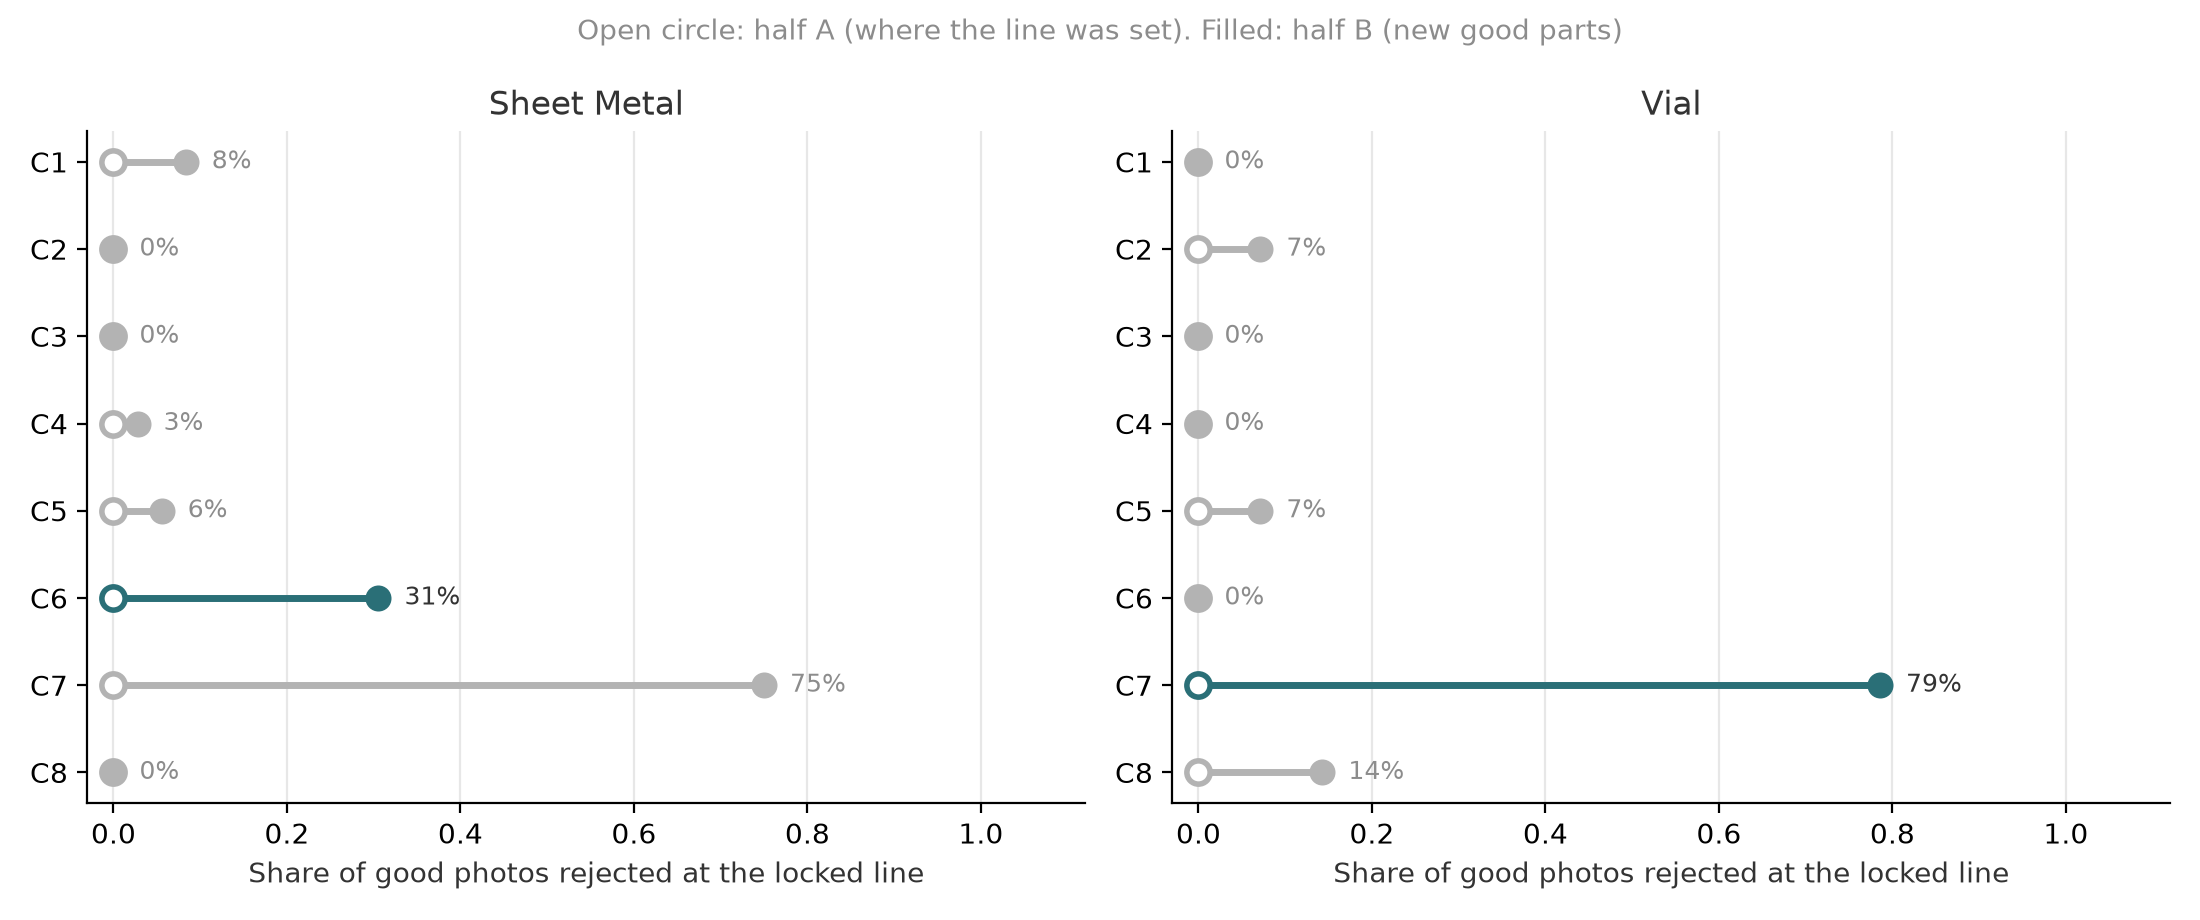 Open circle: half A (where the line was set). Filled: half B (new good parts)
Sheet Metal
C1 8%
C2 0%
C3 0%
C4 3%
C5 6%
C6 31%
C7 75%
C8 0%
0.0 0.2 0.4 0.6 0.8 1.0
Share of good photos rejected at the locked line
Vial
C1 0%
C2 7%
C3 0%
C4 0%
C5 7%
C6 0%
C7 79%
C8 14%
0.0 0.2 0.4 0.6 0.8 1.0
Share of good photos rejected at the locked line